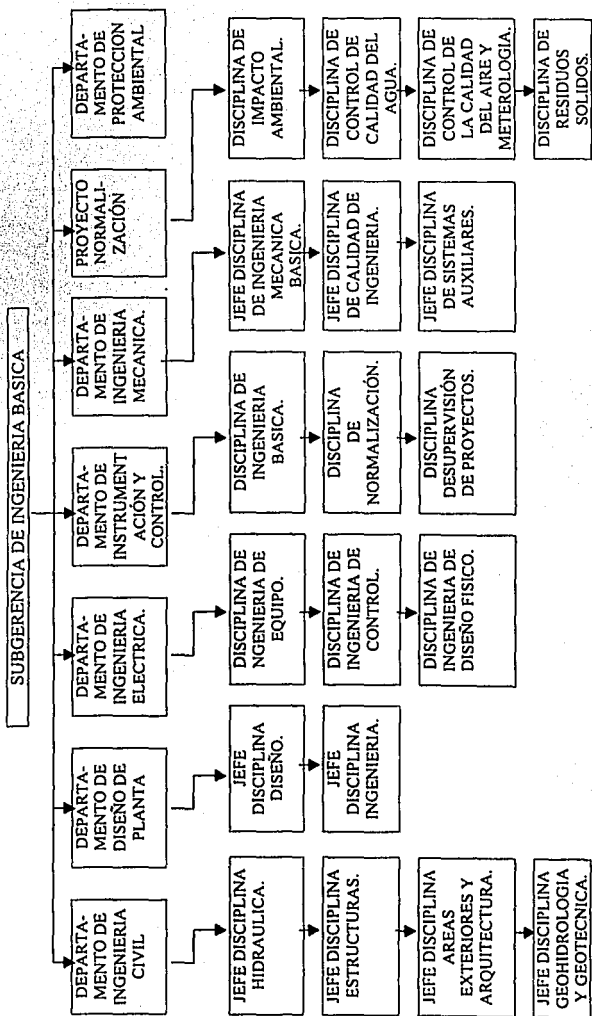 SUBGERENCIA DE INGENIERIA BASICA
DEPARTA-
MENTO DE
INGENIERIA
CIVIL
DEPARTA-
MENTO DE
DISEÑO DE
PLANTA
DEPARTA-
MENTO DE
INGENIERIA
ELECTRICA.
DEPARTA-
MENTO DE
INSTRUMENT
ACIÓN Y
CONTROL.
DEPARTA-
MENTO DE
INGENIERIA
MECANICA.
PROYECTO
NORMALI-
ZACIÓN
DEPARTA-
MENTO DE
PROTECCION
AMBIENTAL
JEFE DISCIPLINA
HIDRAULICA.
JEFE DISCIPLINA
ESTRUCTURAS.
JEFE DISCIPLINA
AREAS
EXTERIORES Y
ARQUITECTURA.
JEFE DISCIPLINA
GEOHIDROLOGIA
Y GEOTECNICA.
JEFE
DISCIPLINA
DISEÑO.
JEFE
DISCIPLINA
INGENIERIA.
DISCIPLINA DE
NGENIERIA DE
EQUIPO.
DISCIPLINA DE
INGENIERIA DE
CONTROL.
DISCIPLINA DE
INGENIERIA DE
DISEÑO FISICO.
DISCIPLINA DE
INGENIERIA
BASICA.
DISCIPLINA
DE
NORMALIZACIÓN.
DISCIPLINA
DESUPERVISIÓN
DE PROYECTOS.
JEFE DISCIPLINA
DE INGENIERIA
MECANICA
BASICA.
JEFE DISCIPLINA
DE CALIDAD DE
INGENIERIA.
JEFE DISCIPLINA
DE SISTEMAS
AUXILIARES.
DISCIPLINA DE
IMPACTO
AMBIENTAL.
DISCIPLINA DE
CONTROL DE
CALIDAD DEL
AGUA.
DISCIPLINA DE
CONTROL DE
LA CALIDAD
DEL AIRE Y
METEROLOGIA.
DISCIPLINA DE
RESIDUOS
SOLIDOS.